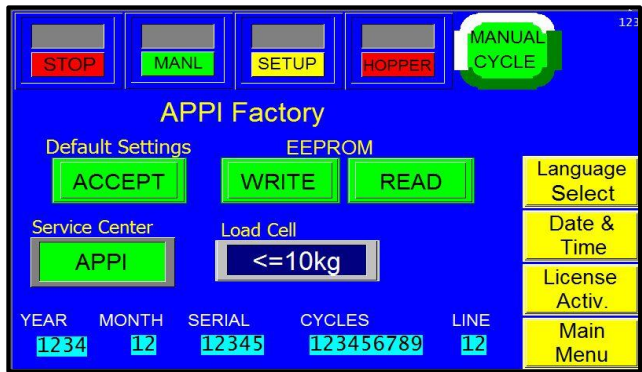 123
STOP MANL SETUP HOPPER MANUAL CYCLE
APPI Factory
Default Settings EEPROM
ACCEPT WRITE READ
Language Select
Service Center Load Cell
Date & Time
APPI <=10kg
License Activ.
YEAR MONTH SERIAL CYCLES LINE
1234 12 12345 123456789 12
Main Menu